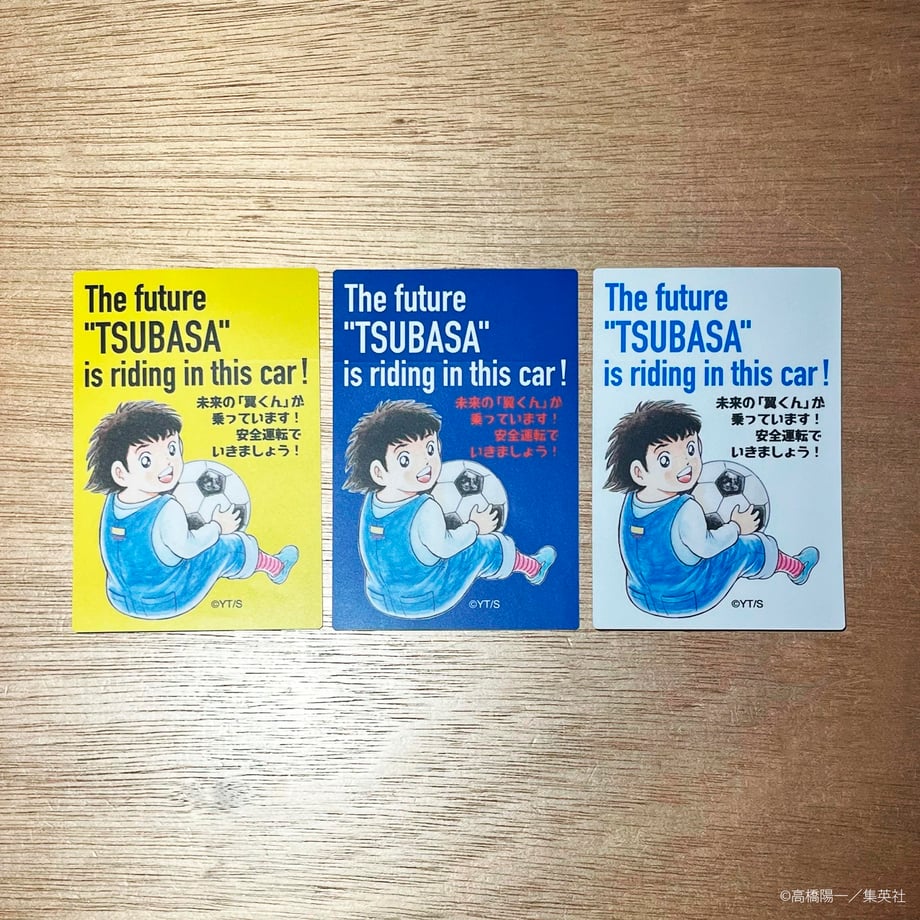 The future
"TSUBASA"
is riding in this car!
未来の「翼くん」が
乗っています！
安全運転で
いきましょう！
©YT/S
The future
"TSUBASA"
is riding in this car!
未来の「翼くん」が
乗っています！
安全運転で
いきましょう！
©YT/S
The future
"TSUBASA"
is riding in this car!
未来の「翼くん」が
乗っています！
安全運転で
いきましょう！
©YT/S
©高橋陽一／集英社